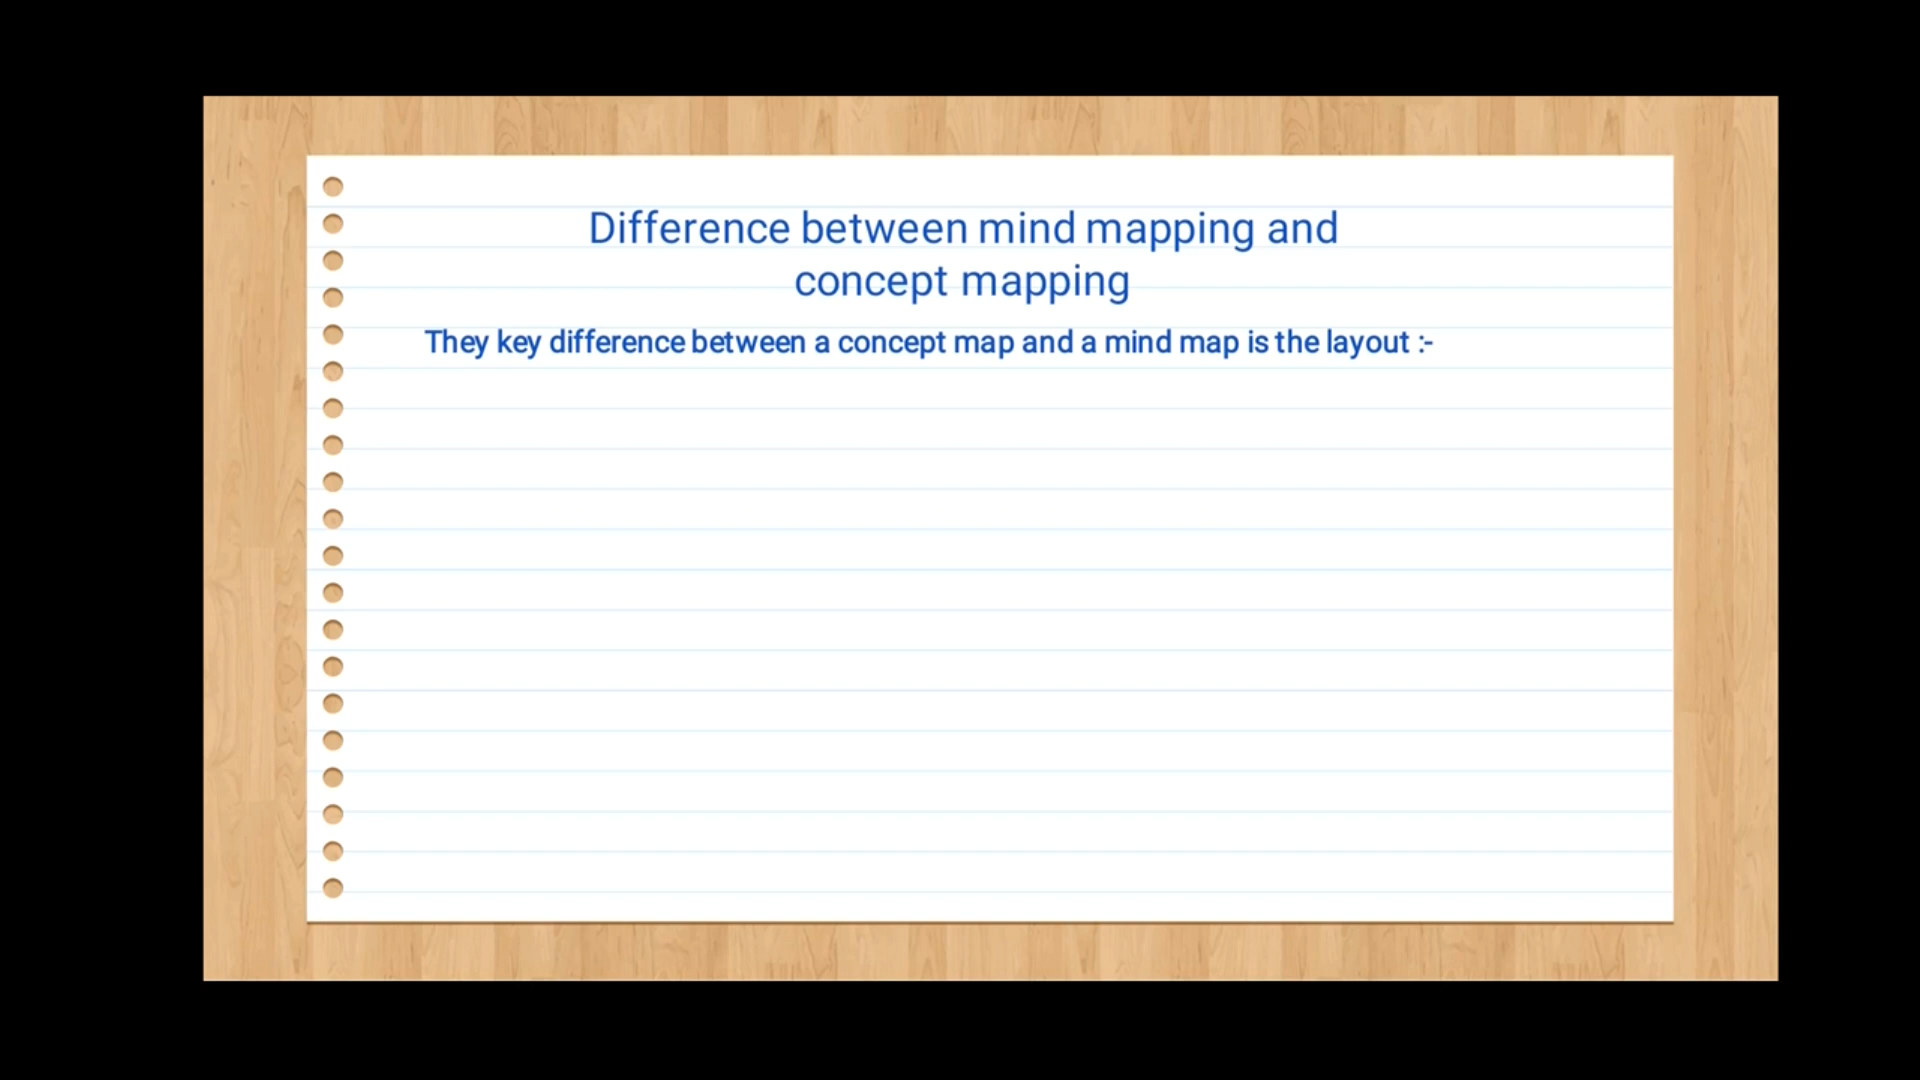 Difference between mind mapping and
concept mapping
They key difference between a concept map and a mind map is the layout :-